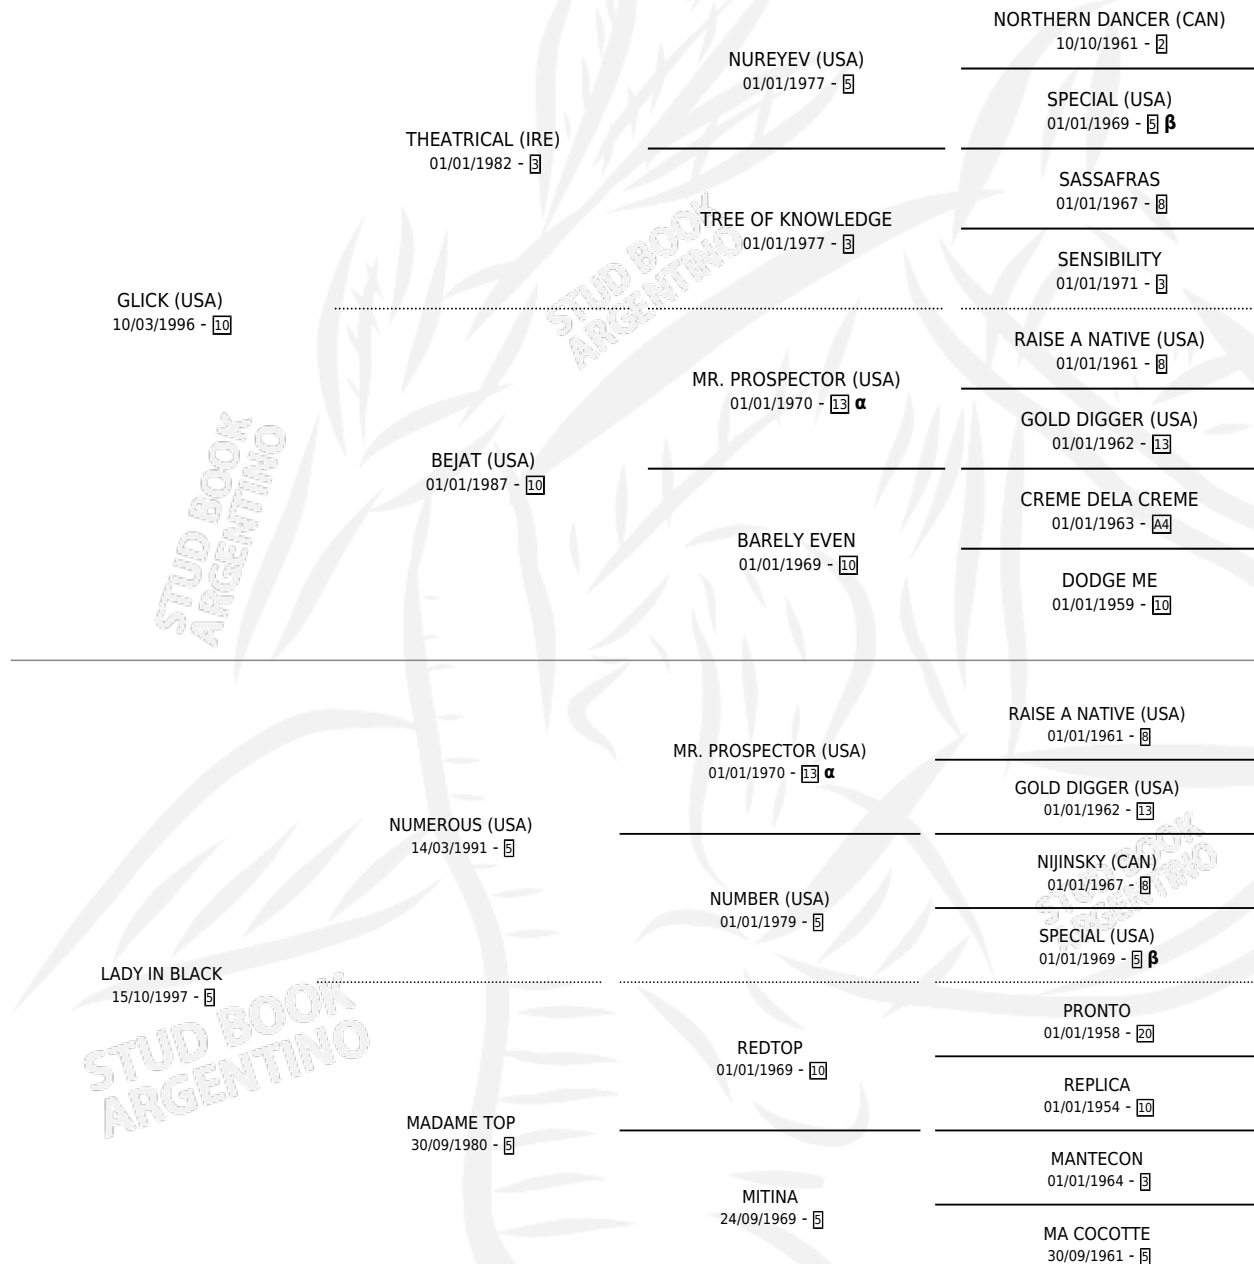 NORTHERN DANCER (CAN)
10/10/1961 - 2
NUREYEV (USA)
01/01/1977 - 5
SPECIAL (USA)
01/01/1969 - 5 β
THEATRICAL (IRE)
01/01/1982 - 3
SASSAFRAS
01/01/1967 - 8
TREE OF KNOWLEDGE
01/01/1977 - 3
SENSIBILITY
01/01/1971 - 3
GLICK (USA)
10/03/1996 - 10
RAISE A NATIVE (USA)
01/01/1961 - 8
MR. PROSPECTOR (USA)
01/01/1970 - 13 α
GOLD DIGGER (USA)
01/01/1962 - 13
BEJAT (USA)
01/01/1987 - 10
CREME DELA CREME
01/01/1963 - A4
BARELY EVEN
01/01/1969 - 10
DODGE ME
01/01/1959 - 10
RAISE A NATIVE (USA)
01/01/1961 - 8
MR. PROSPECTOR (USA)
01/01/1970 - 13 α
GOLD DIGGER (USA)
01/01/1962 - 13
NUMEROUS (USA)
14/03/1991 - 5
NIJINSKY (CAN)
01/01/1967 - 8
NUMBER (USA)
01/01/1979 - 5
SPECIAL (USA)
01/01/1969 - 5 β
LADY IN BLACK
15/10/1997 - 5
PRONTO
01/01/1958 - 20
REDTOP
01/01/1969 - 10
REPLICA
01/01/1954 - 10
MADAME TOP
30/09/1980 - 5
MANTECON
01/01/1964 - 3
MITINA
24/09/1969 - 5
MA COCOTTE
30/09/1961 - 5
STUD BOOK
ARGENTINO
STUD BOOK
ARGENTINO
STUD BOOK
ARGENTINO
STUD BOOK
ARGENTINO